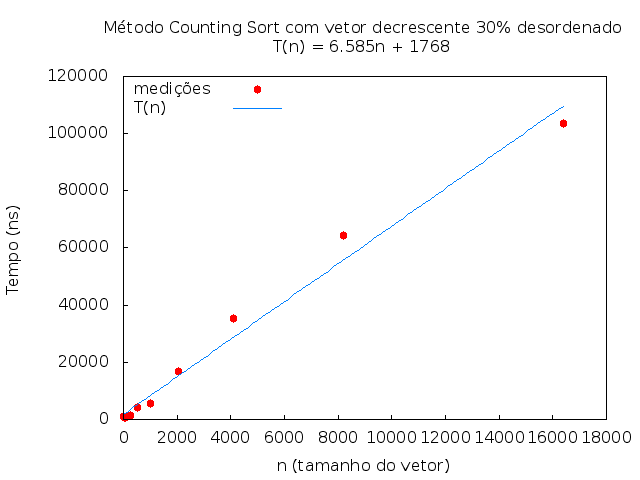 Método Counting Sort com vetor decrescente 30% desordenado
T(n) = 6.585n + 1768
120000
100000
80000
60000
40000
20000
0
medições
T(n)
Tempo (ns)
0 2000 4000 6000 8000 10000 12000 14000 16000 18000
n (tamanho do vetor)